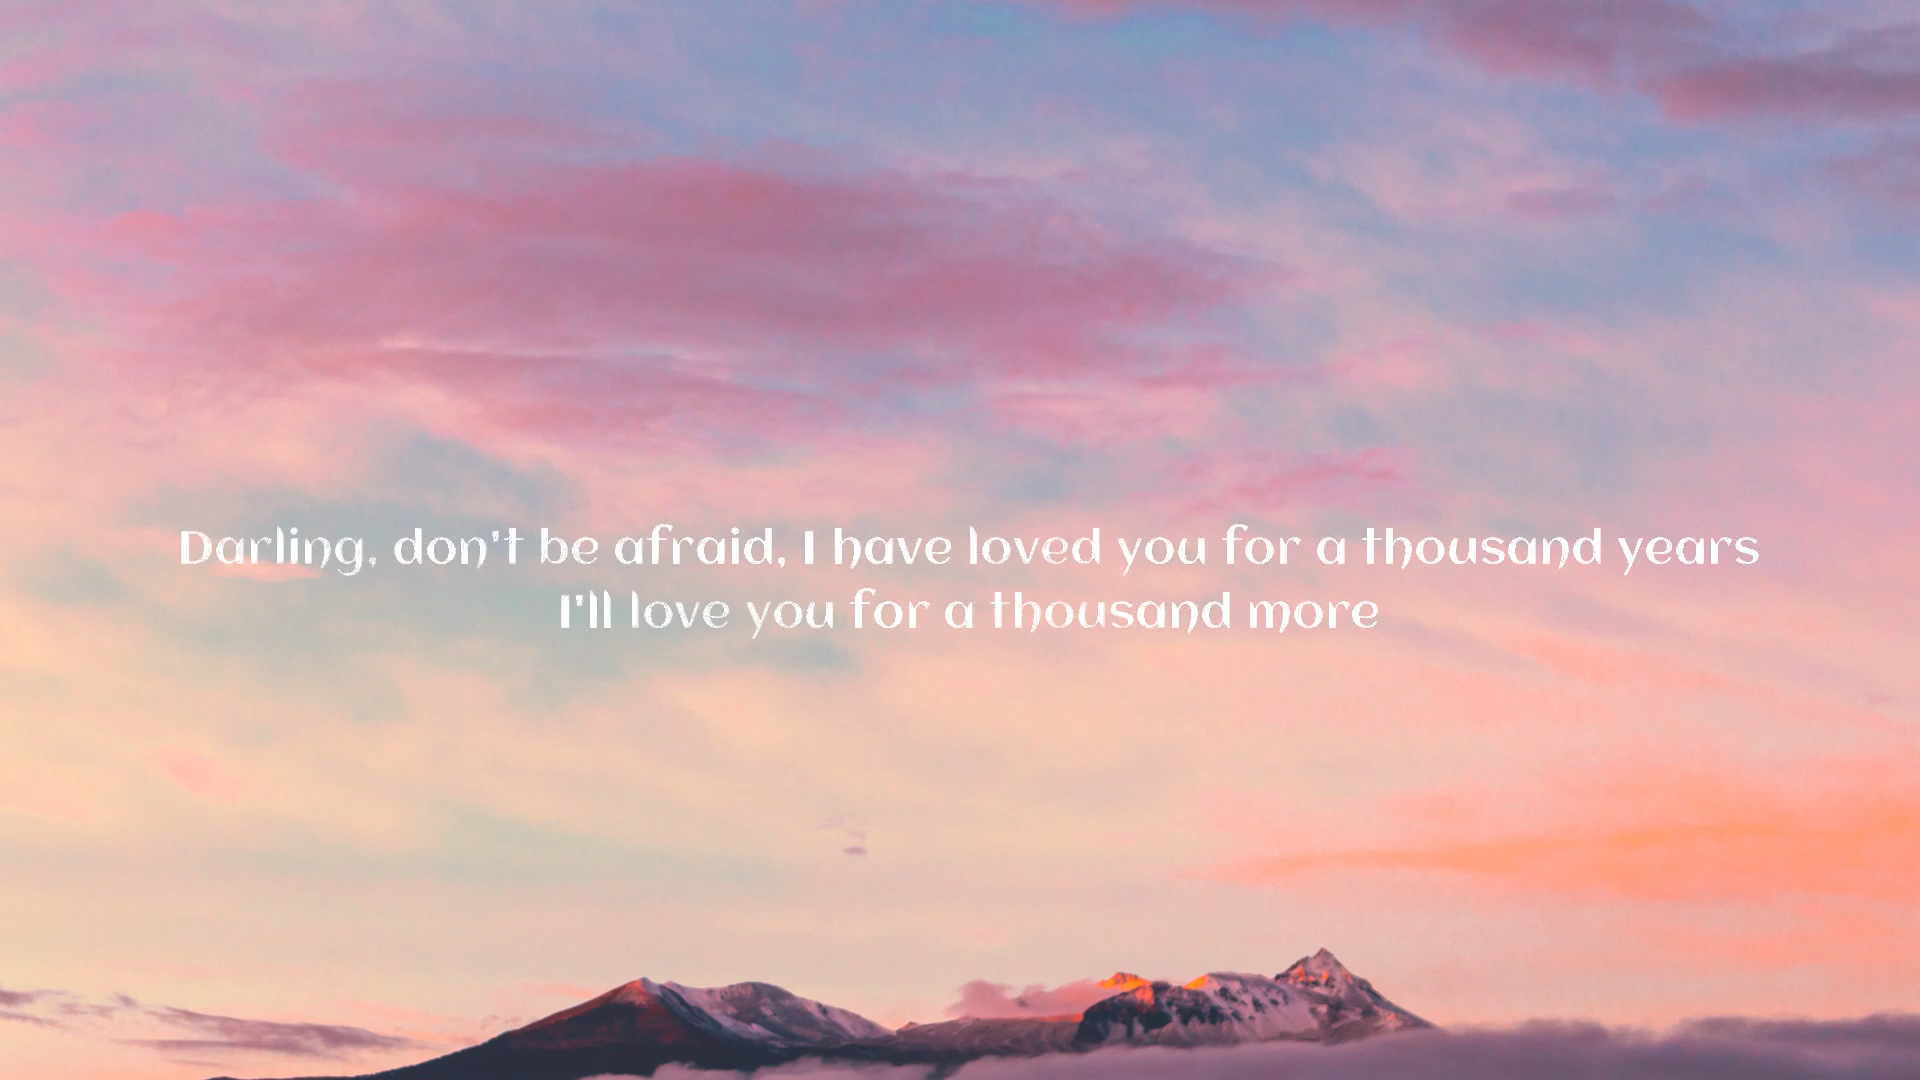 Darling, don't be afraid, I have loved you for a thousand years
I'll love you for a thousand more